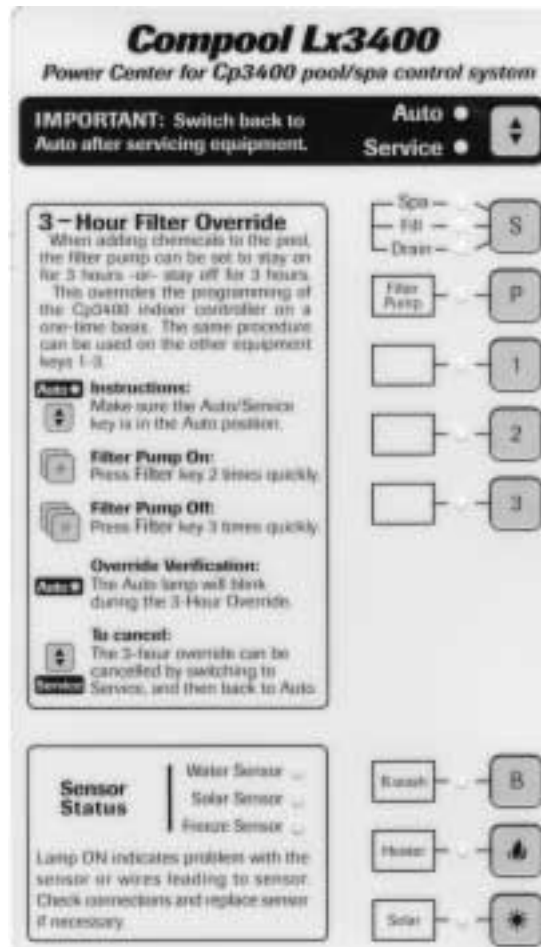 Compool Lx3400
Power Center for Cp3400 pool/spa control system
IMPORTANT: Switch back to
Auto after servicing equipment.
Auto
Service
3-Hour Filter Override
When adding chemicals to the pool,
the filter pump can be set to stay on
for 3 hours -or- stay off for 3 hours.
This overrides the programming of
the Cp3400 indoor controller on a
one-time basis. The same procedure
can be used on the other equipment
keys 1-3.
Auto
Instructions:
Make sure the Auto/Service
key is in the Auto position.
Filter Pump On:
Press Filter key 2 times quickly.
Filter Pump Off:
Press Filter key 3 times quickly.
Override Verification:
Auto
The Auto lamp will blink
during the 3-Hour Override.
To cancel:
The 3-hour override can be
cancelled by switching to
Service
Service, and then back to Auto.
Spa
Fill
Drain
S
Filter
Pump
P
1
2
3
Sensor
Status
Water Sensor
Solar Sensor
Freeze Sensor
Lamp ON indicates problem with the
sensor or wires leading to sensor.
Check connections and replace sensor
if necessary.
B
Heater
Solar